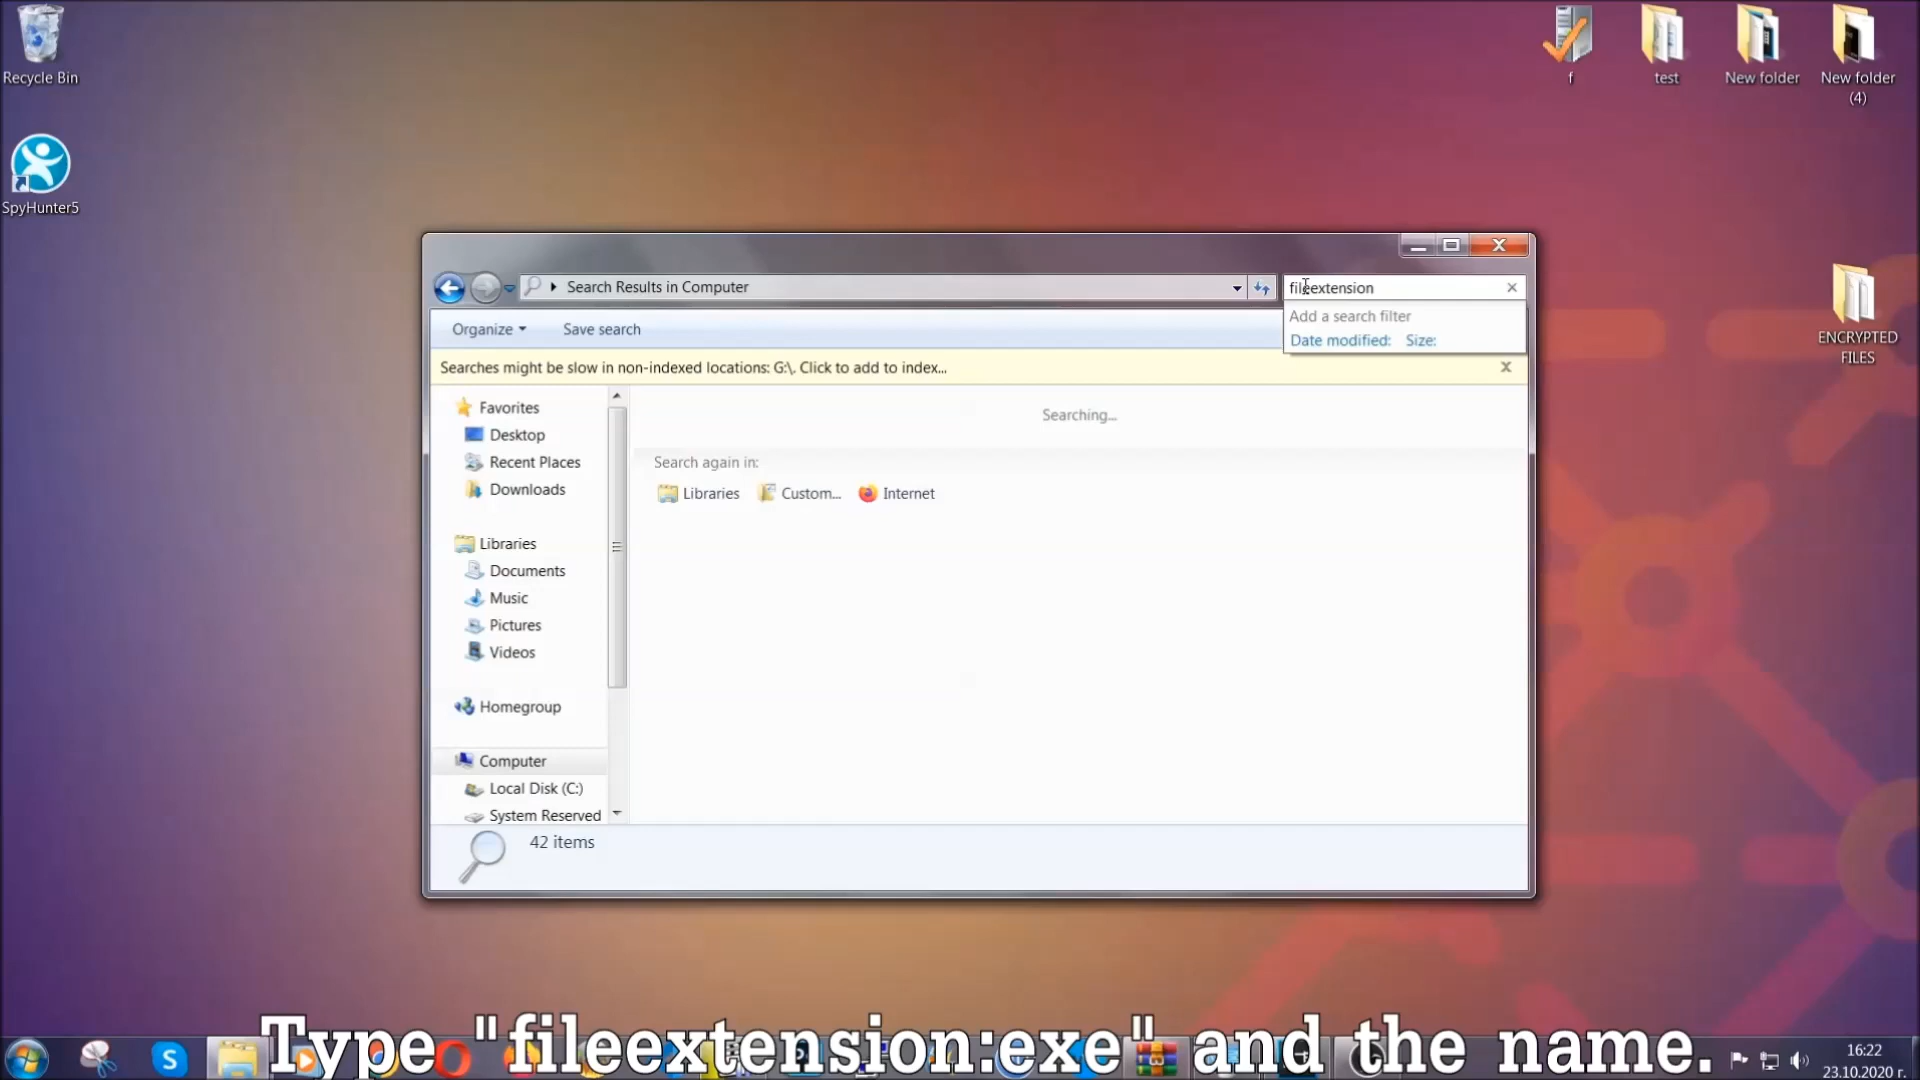 Recycle Bin
SpyHunter5
f
test
New folder
New folder
(4)
ENCRYPTED
FILES
Search Results in Computer
fileextension
Add a search filter
Date modified: Size:
Organize
Save search
Searches might be slow in non-indexed locations: G:\. Click to add to index...
Favorites
Desktop
Recent Places
Downloads
Libraries
Documents
Music
Pictures
Videos
Homegroup
Computer
Local Disk (C:)
System Reserved
Searching...
Search again in:
Libraries
Custom...
Internet
42 items
Type "fileextension:exe" and the name.
16:22
23.10.2020 г.